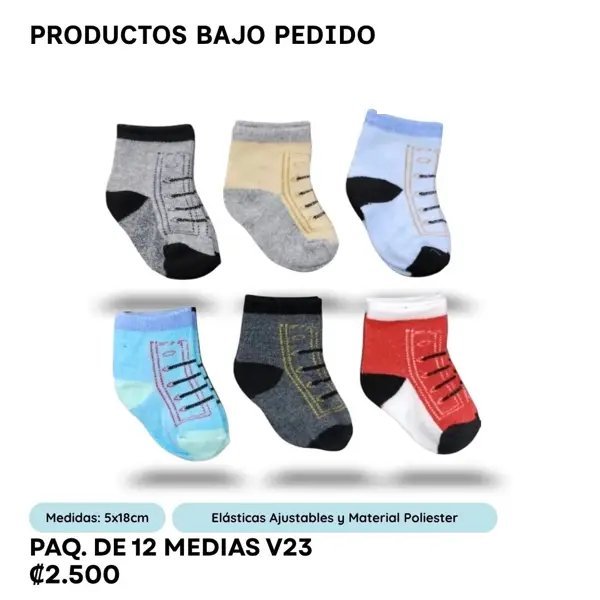 PRODUCTOS BAJO PEDIDO
Medidas: 5x18cm
Elásticas Ajustables y Material Poliester
PAQ. DE 12 MEDIAS V23
₡2.500